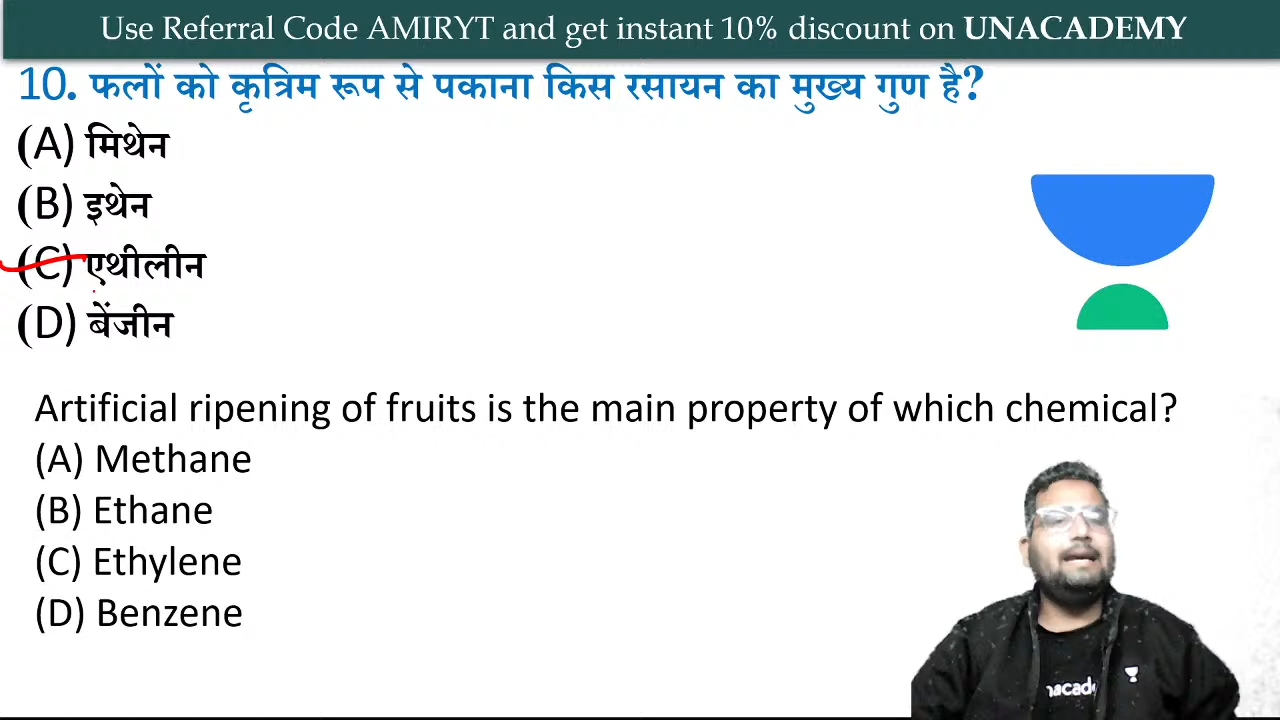 Use Referral Code AMIRYT and get instant 10% discount on UNACADEMY
10. फलों को कृत्रिम रूप से पकाना किस रसायन का मुख्य गुण है?
(A) मिथेन
(B) इथेन
(C) एथीलीन
(D) बेंजीन
Artificial ripening of fruits is the main property of which chemical?
(A) Methane
(B) Ethane
(C) Ethylene
(D) Benzene